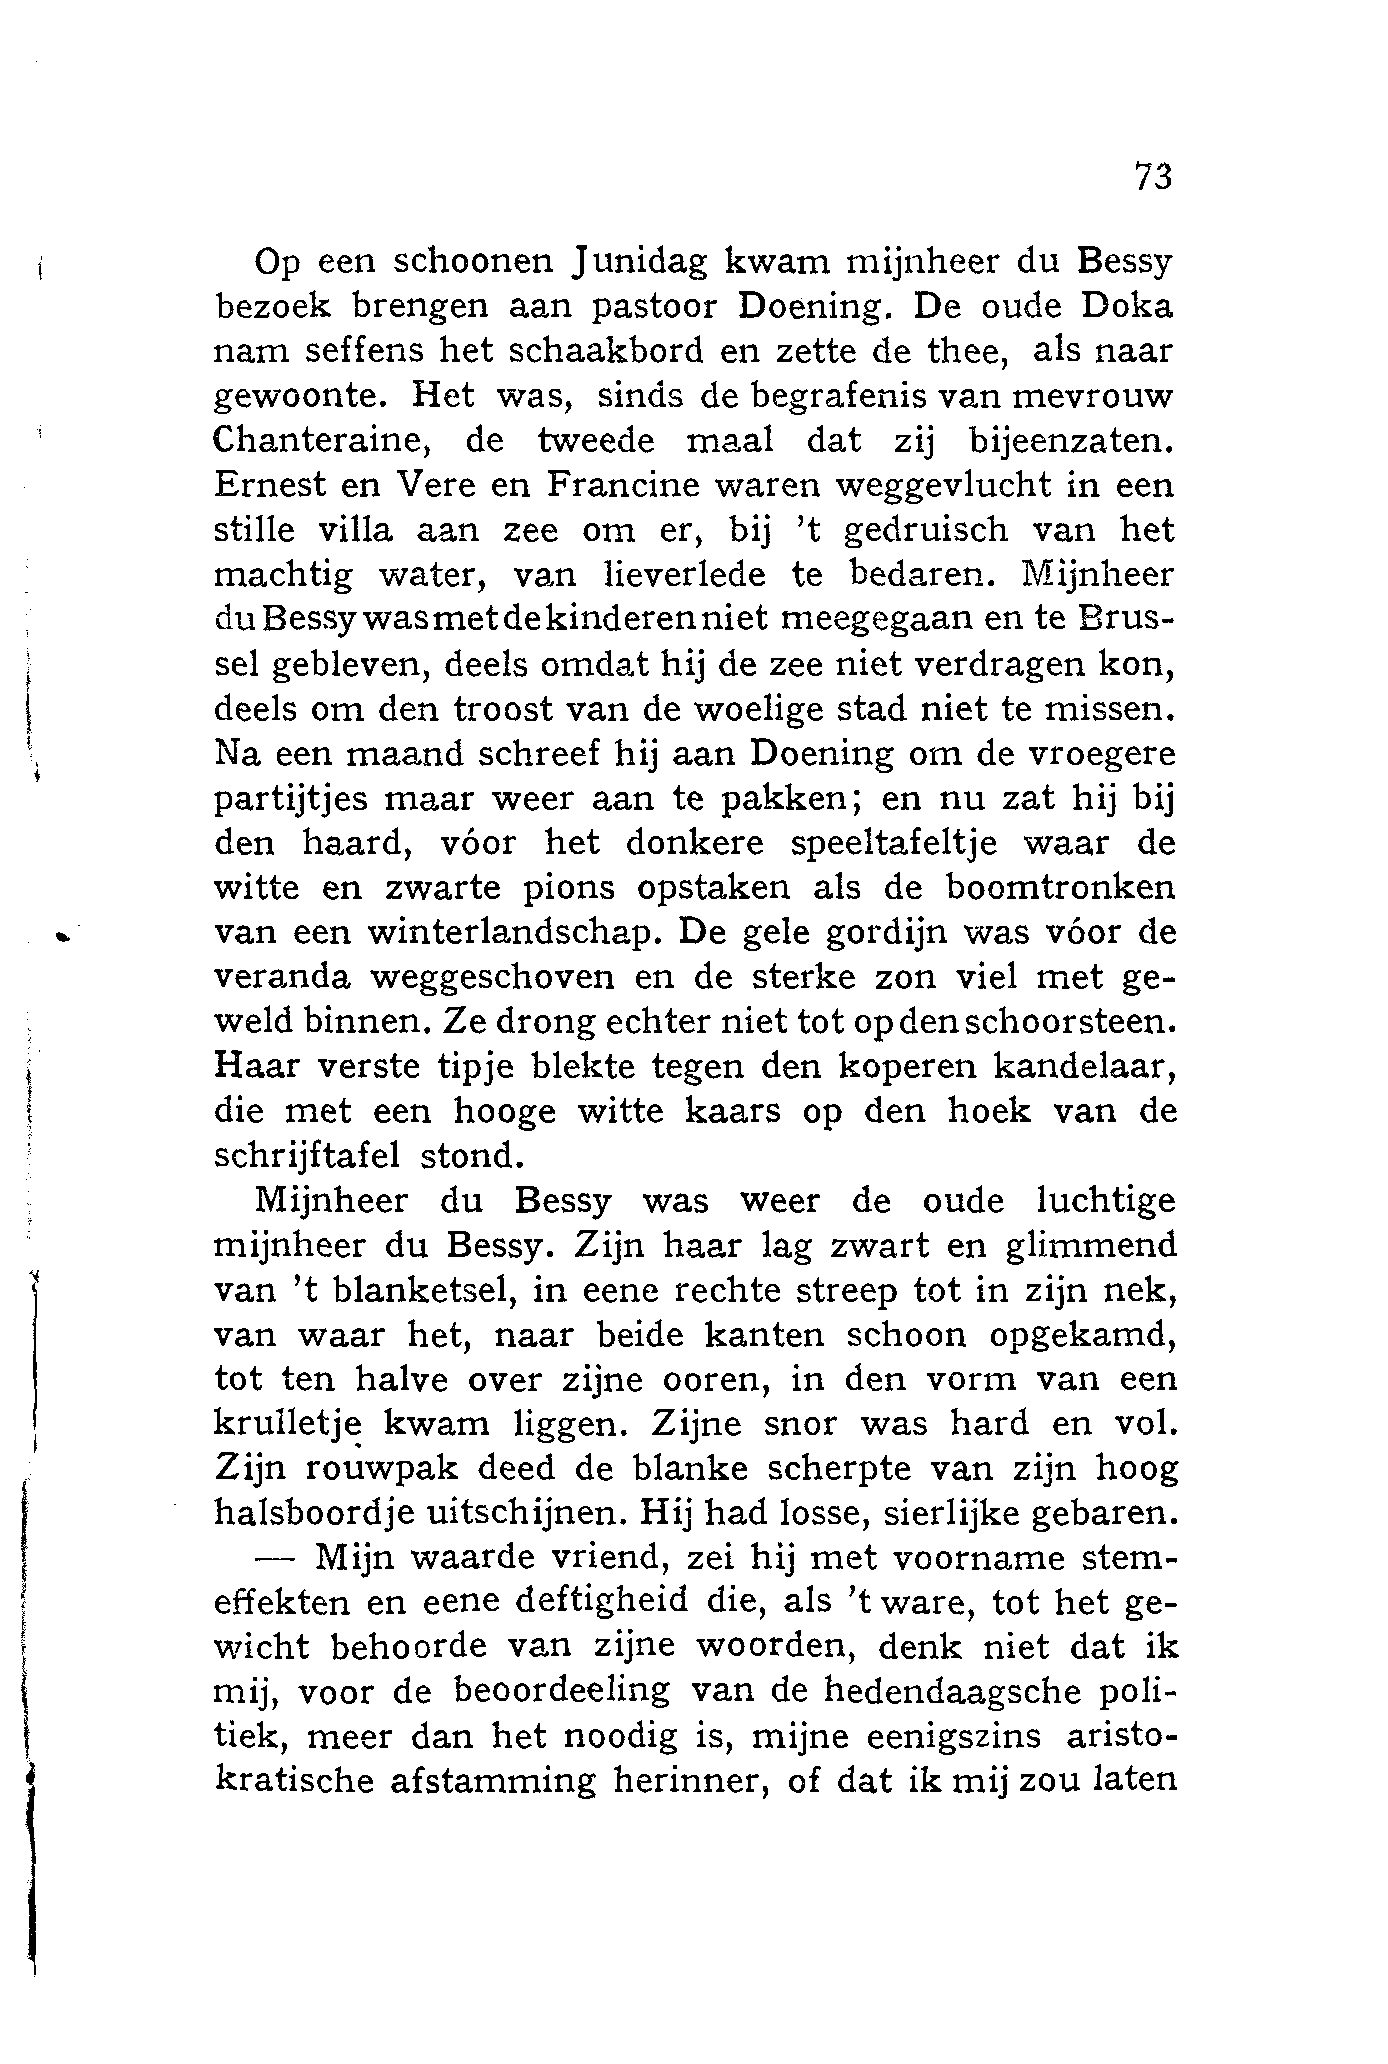 73
Op een schoonen Junidag kwam mijnheer du Bessy
bezoek brengen aan pastoor Doening. De oude Doka
nam seffens het schaakbord en zette de thee, als naar
gewoonte. Het was, sinds de begrafenis van mevrouw
Chanteraine, de tweede maal dat zij bijeenzaten.
Ernest en Vere en Francine waren weggevlucht in een
stille villa aan zee om er, bij 't gedruisch van het
machtig water, van lieverlede te bedaren. Mijnheer
du Bessy was met de kinderen niet meegegaan en te Brus-
sel gebleven, deels omdat hij de zee niet verdragen kon,
deels om den troost van de woelige stad niet te missen.
Na een maand schreef hij aan Doening om de vroegere
partijtjes maar weer aan te pakken; en nu zat hij bij
den haard, vóor het donkere speeltafeltje waar de
witte en zwarte pions opstaken als de boomtronken
van een winterlandschap. De gele gordijn was vóor de
veranda weggeschoven en de sterke zon viel met ge-
weld binnen. Ze drong echter niet tot op den schoorsteen.
Haar verste tipje blekte tegen den koperen kandelaar,
die met een hooge witte kaars op den hoek van de
schrijftafel stond.
Mijnheer du Bessy was weer de oude luchtige
mijnheer du Bessy. Zijn haar lag zwart en glimmend
van 't blanketsel, in eene rechte streep tot in zijn nek,
van waar het, naar beide kanten schoon opgekamd,
tot ten halve over zijne ooren, in den vorm van een
krulletje kwam liggen. Zijne snor was hard en vol.
Zijn rouwpak deed de blanke scherpte van zijn hoog
halsboordje uitschijnen. Hij had losse, sierlijke gebaren.
— Mijn waarde vriend, zei hij met voorname stem-
effekten en eene deftigheid die, als 't ware, tot het ge-
wicht behoorde van zijne woorden, denk niet dat ik
mij, voor de beoordeeling van de hedendaagsche poli-
tiek, meer dan het noodig is, mijne eenigszins aristo-
kratische afstamming herinner, of dat ik mij zou laten